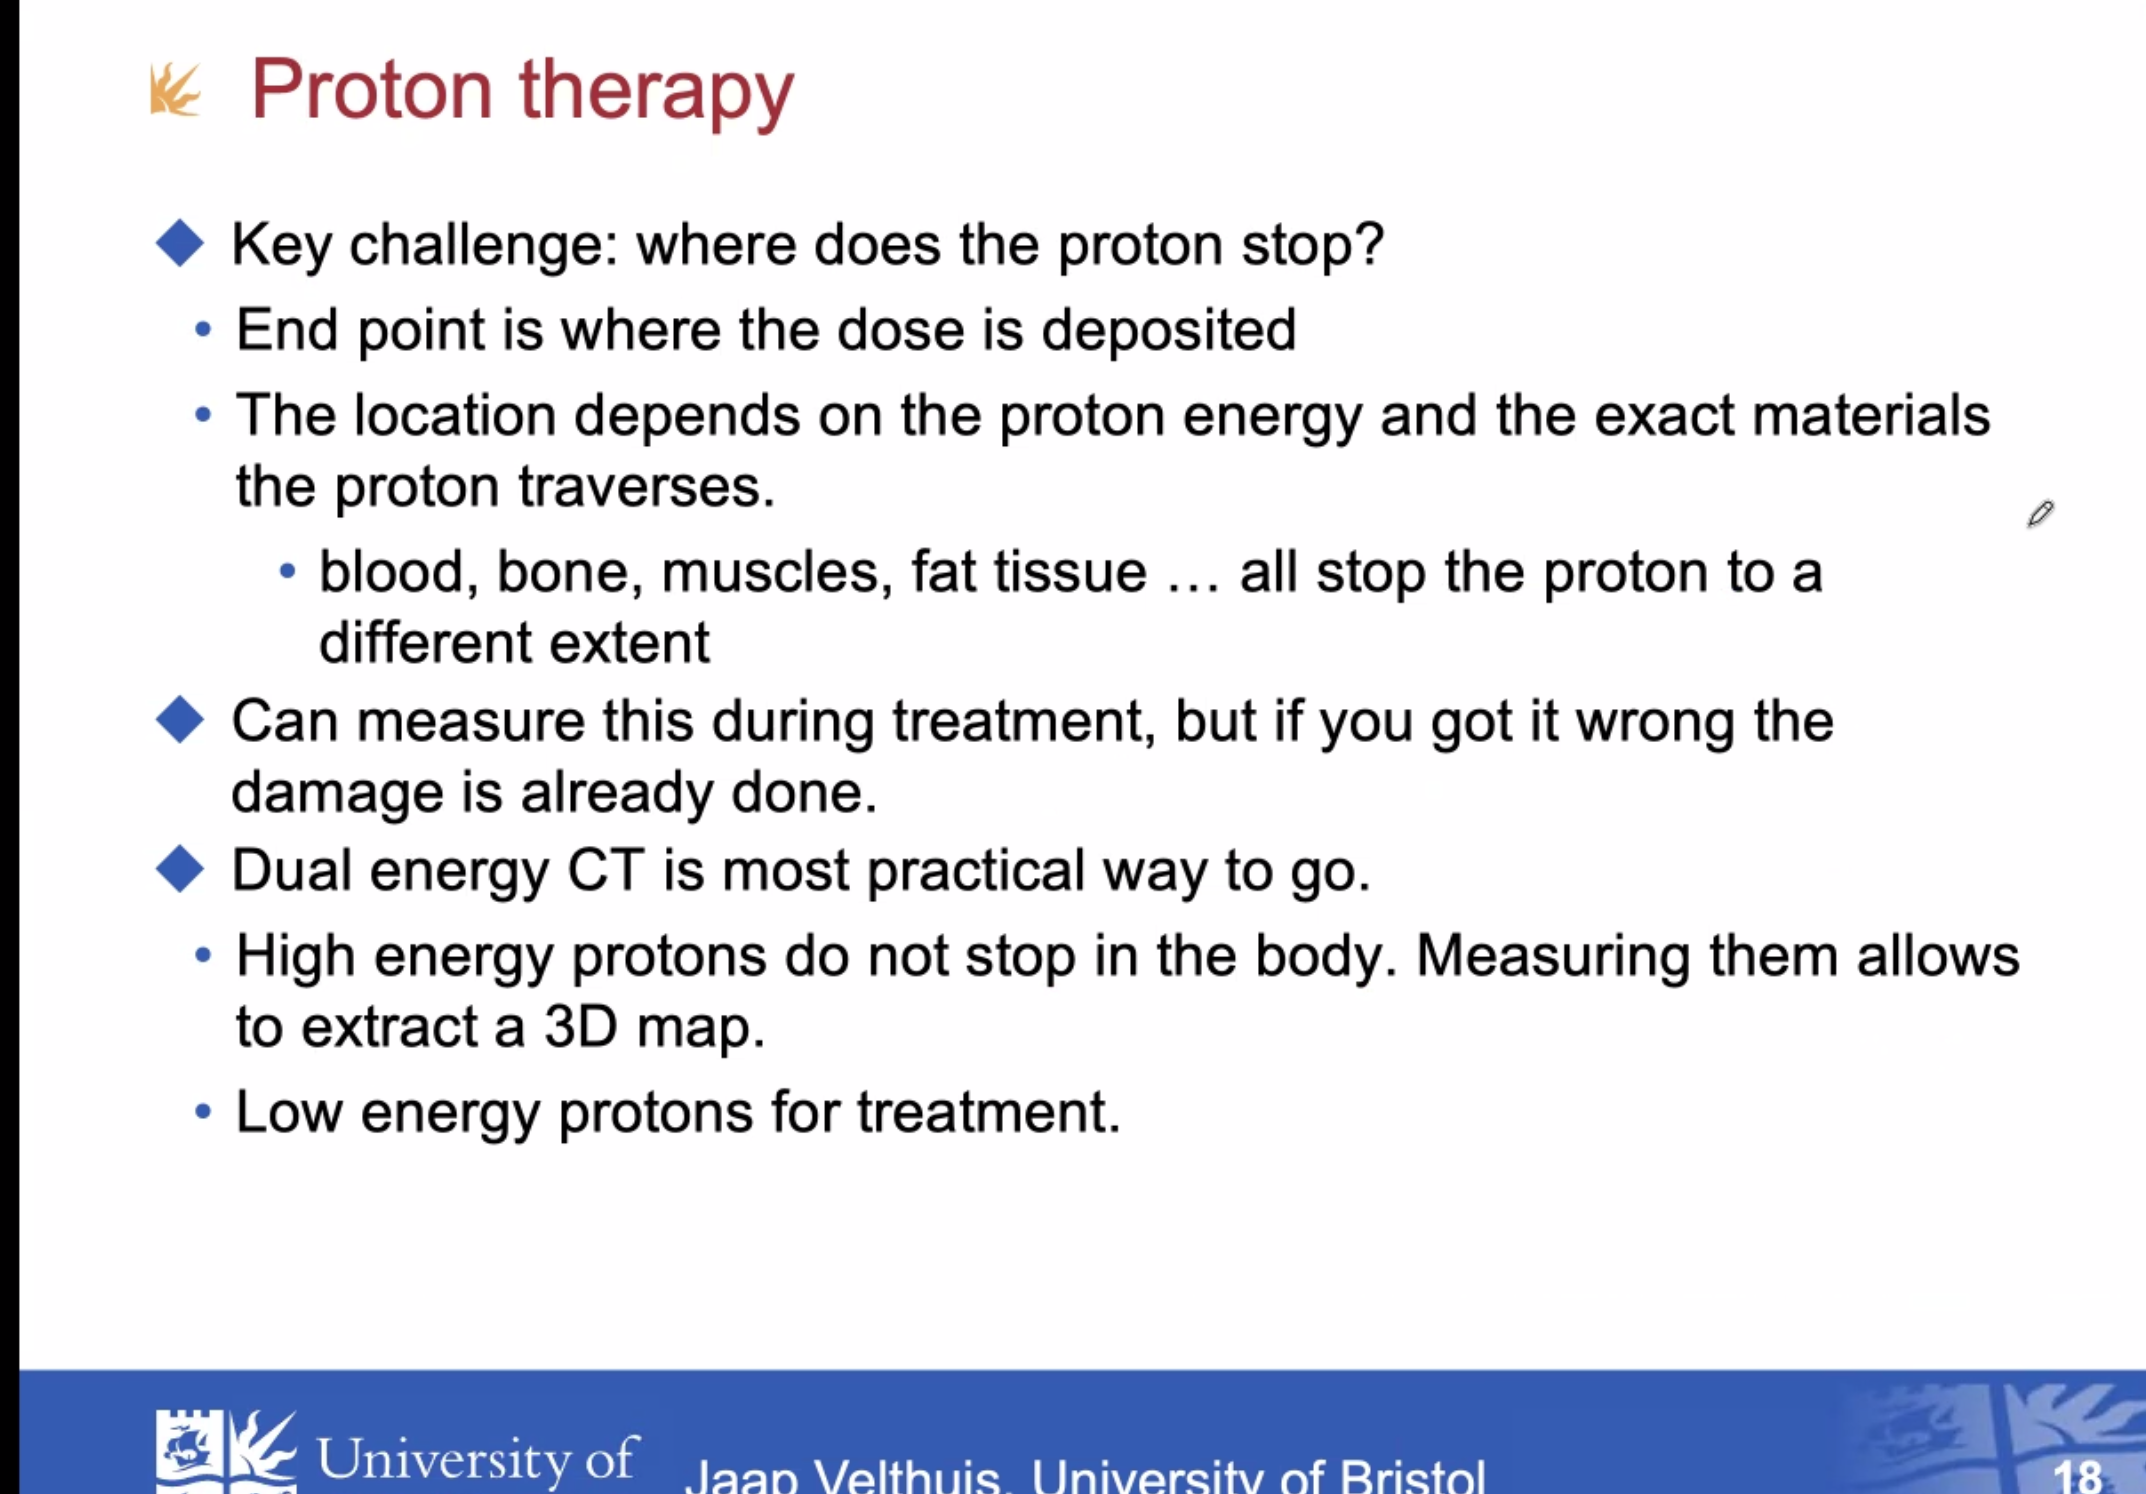 Proton therapy
Key challenge: where does the proton stop?
End point is where the dose is deposited
The location depends on the proton energy and the exact materials
the proton traverses.
blood, bone, muscles, fat tissue ... all stop the proton to a
different extent
Can measure this during treatment, but if you got it wrong the
damage is already done.
Dual energy CT is most practical way to go.
High energy protons do not stop in the body. Measuring them allows
to extract a 3D map.
Low energy protons for treatment.
University of
Jaap Velthuis, University of Bristol
18